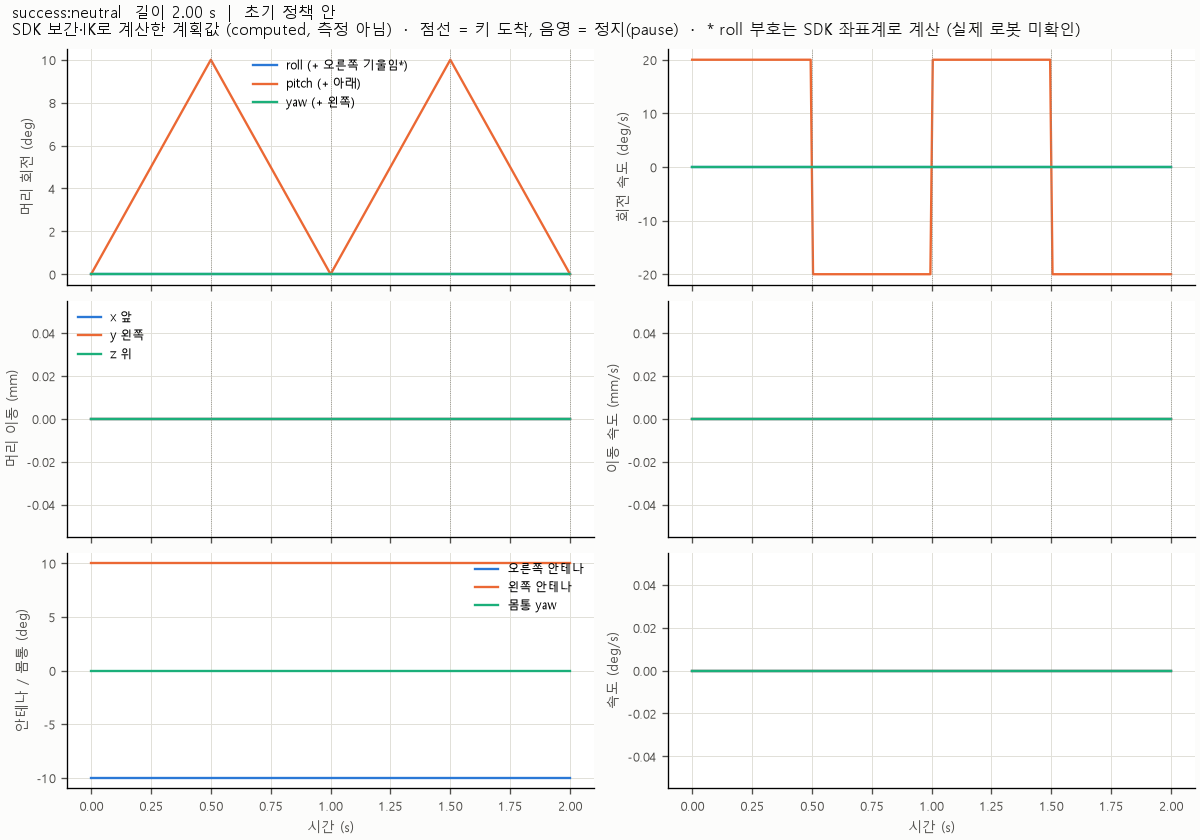 success:neutral 길이 2.00 s | 초기 정책 안
SDK 보간·IK로 계산한 계획값 (computed, 측정 아님) · 점선 = 키 도착, 음영 = 정지(pause) · * roll 부호는 SDK 좌표계로 계산 (실제 로봇 미확인)
머리 회전 (deg)
10
8
6
4
2
0
roll (+ 오른쪽 기울임*)
pitch (+ 아래)
yaw (+ 왼쪽)
회전 속도 (deg/s)
20
10
0
-10
-20
머리 이동 (mm)
0.04
0.02
0.00
-0.02
-0.04
x 앞
y 왼쪽
z 위
이동 속도 (mm/s)
0.04
0.02
0.00
-0.02
-0.04
안테나 / 몸통 (deg)
10
5
0
-5
-10
오른쪽 안테나
왼쪽 안테나
몸통 yaw
0.00 0.25 0.50 0.75 1.00 1.25 1.50 1.75 2.00
시간 (s)
속도 (deg/s)
0.04
0.02
0.00
-0.02
-0.04
0.00 0.25 0.50 0.75 1.00 1.25 1.50 1.75 2.00
시간 (s)